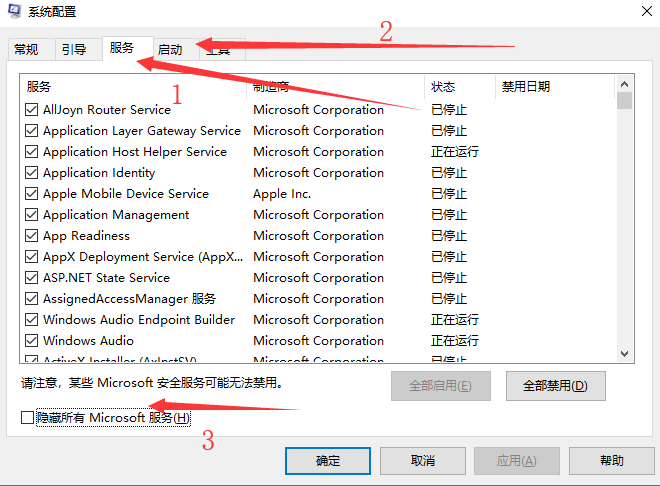 系统配置
常规 引导 服务 启动 工具
2
1
服务 制造商 状态 禁用日期
AllJoyn Router Service Microsoft Corporation 已停止
Application Layer Gateway Service Microsoft Corporation 已停止
Application Host Helper Service Microsoft Corporation 正在运行
Application Identity Microsoft Corporation 已停止
Apple Mobile Device Service Apple Inc. 已停止
Application Management Microsoft Corporation 已停止
App Readiness Microsoft Corporation 已停止
AppX Deployment Service (AppX... Microsoft Corporation 已停止
ASP.NET State Service Microsoft Corporation 已停止
AssignedAccessManager 服务 Microsoft Corporation 已停止
Windows Audio Endpoint Builder Microsoft Corporation 正在运行
Windows Audio Microsoft Corporation 正在运行
ActiveX Installer (AxInstSV) Microsoft Corporation 已停止
请注意，某些 Microsoft 安全服务可能无法禁用。
全部启用(E) 全部禁用(D)
隐藏所有 Microsoft 服务(H)
3
确定 取消 应用(A) 帮助